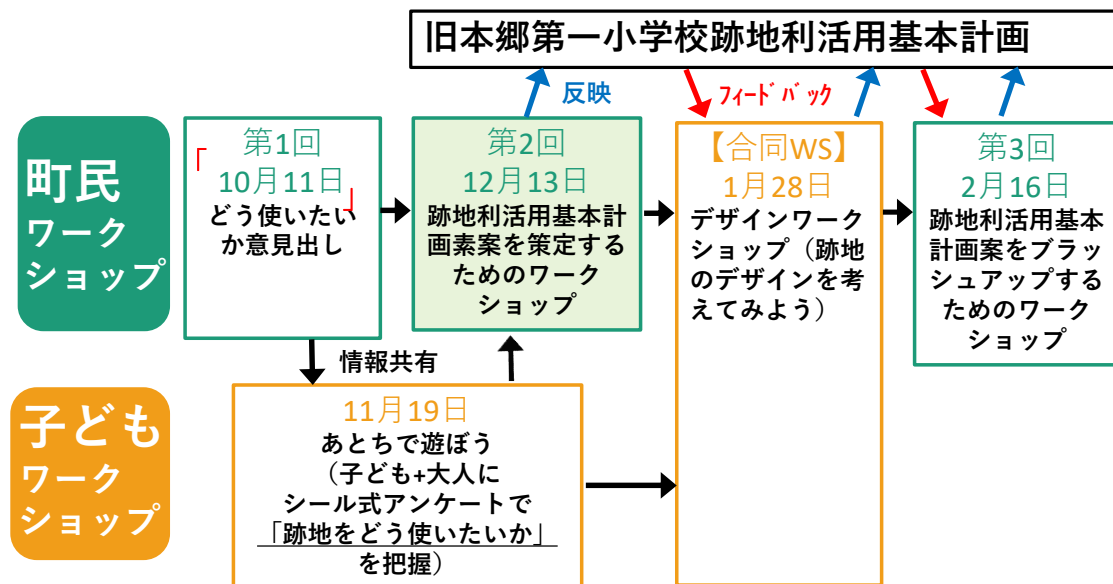 旧本郷第一小学校跡地利活用基本計画
反映
フィードバック
町民
ワーク
ショップ
第1回
「10月11日」
どう使いたい
か意見出し
第2回
12月13日
跡地利活用基本計
画素案を策定する
ためのワーク
ショップ
【合同WS】
1月28日
デザインワーク
ショップ（跡地
のデザインを考
えてみよう）
第3回
2月16日
跡地利活用基本
計画案をブラッ
シュアップする
ためのワーク
ショップ
情報共有
子ども
ワーク
ショップ
11月19日
あとちで遊ぼう
（子ども+大人に
シール式アンケートで
「跡地をどう使いたいか」
を把握）